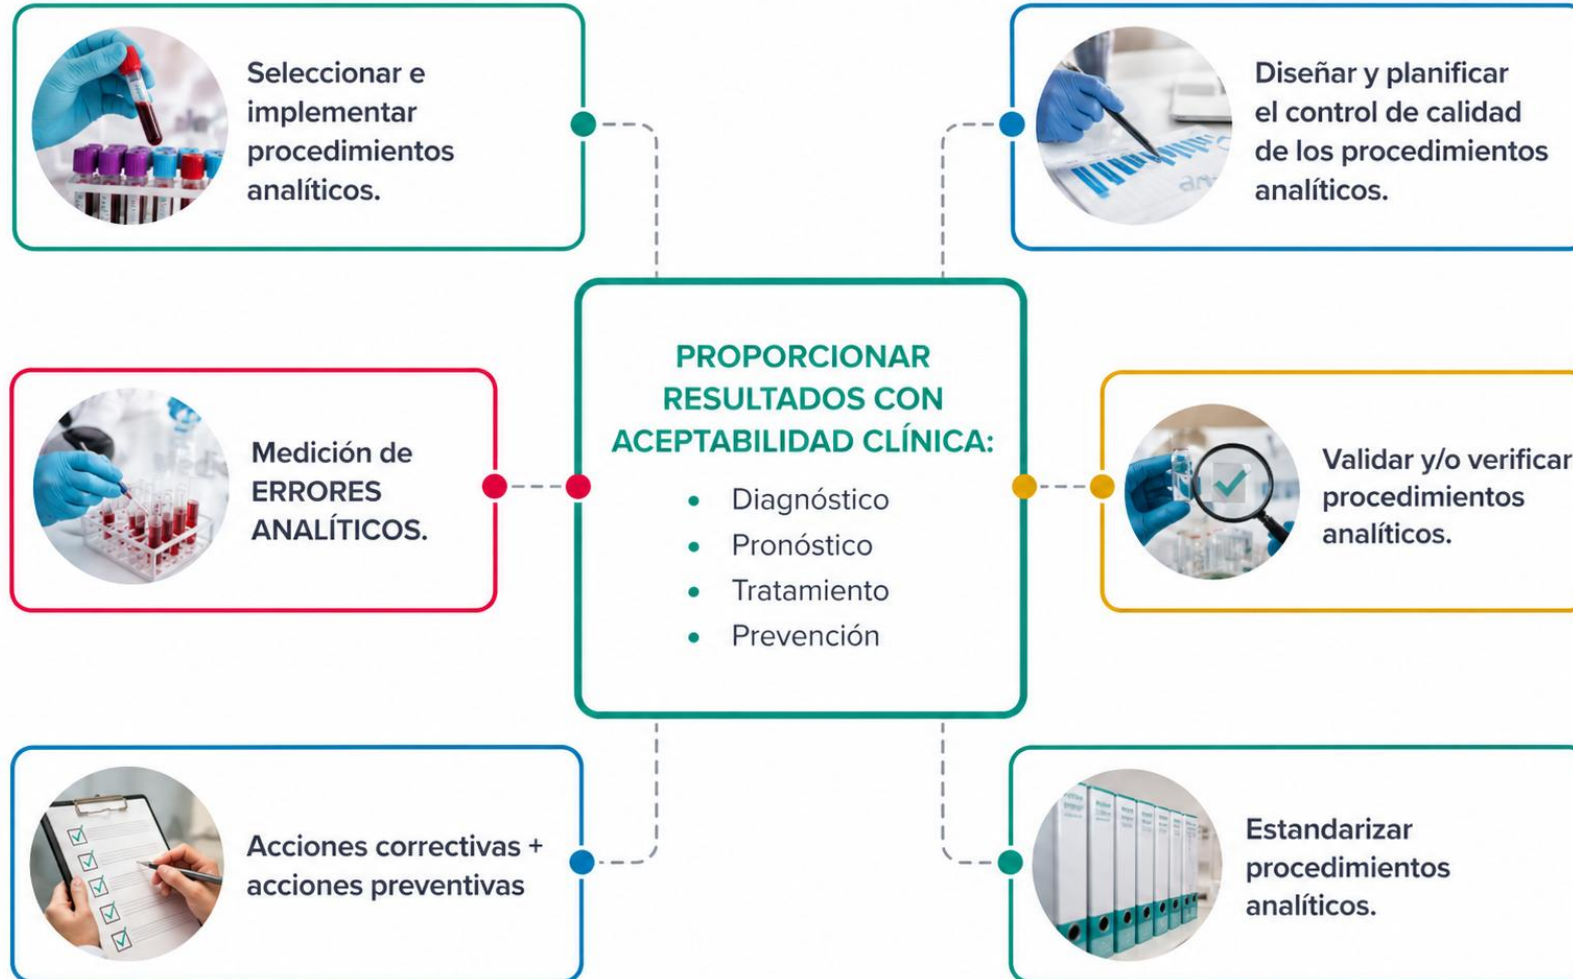 Seleccionar e
implementar
procedimientos
analíticos.
Diseñar y planificar
el control de calidad
de los procedimientos
analíticos.
PROPORCIONAR
RESULTADOS CON
ACEPTABILIDAD CLÍNICA:
• Diagnóstico
• Pronóstico
• Tratamiento
• Prevención
Medición de
ERRORES
ANALÍTICOS.
Validar y/o verificar
procedimientos
analíticos.
Acciones correctivas +
acciones preventivas
Estandarizar
procedimientos
analíticos.